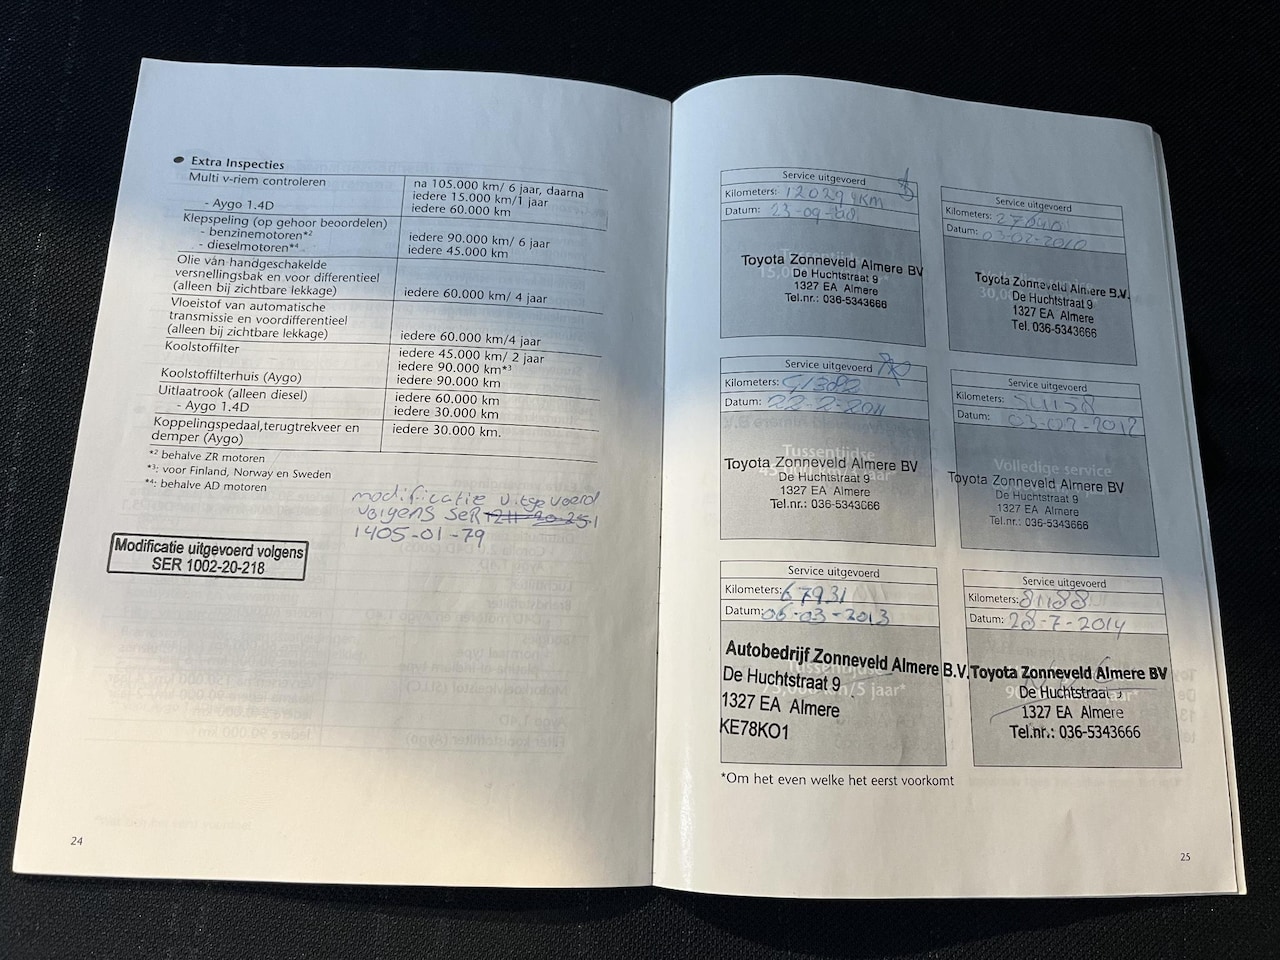 Extra Inspecties
Multi v-riem controleren
na 105.000 km/ 6 jaar, daarna
iedere 15.000 km/1 jaar
- Aygo 1.4D
iedere 60.000 km
Klepspeling (op gehoor beoordelen)
- benzinemotoren*2
iedere 90.000 km/ 6 jaar
- dieselmotoren*4
iedere 45.000 km
Olie van handgeschakelde
versnellingsbak en voor differentieel
(alleen bij zichtbare lekkage)
iedere 60.000 km/ 4 jaar
Vloeistof van automatische
transmissie en voordifferentieel
(alleen bij zichtbare lekkage)
iedere 60.000 km/4 jaar
Koolstoffilter
iedere 45.000 km/ 2 jaar
iedere 90.000 km*3
Koolstoffilterhuis (Aygo)
iedere 90.000 km
Uitlaatrook (alleen diesel)
iedere 60.000 km
- Aygo 1.4D
iedere 30.000 km
Koppelingspedaal,terugtrekveer en
demper (Aygo)
iedere 30.000 km.
*2 behalve ZR motoren
*3: voor Finland, Norway en Sweden
*4: behalve AD motoren
modificatie uitgevoerd
volgens SER
1405-01-79
Modificatie uitgevoerd volgens
SER 1002-20-218
24
Service uitgevoerd
Kilometers: 12029 KM
Datum: 23-09-
Toyota Zonneveld Almere BV
De Huchtstraat 9
1327 EA Almere
Tel.nr.: 036-5343666
Service uitgevoerd
Kilometers:
Datum: 03-02-2010
Toyota Zonneveld Almere B.V.
De Huchtstraat 9
1327 EA Almere
Tel. 036-5343666
Service uitgevoerd
Kilometers:
Datum: 22-2-2011
Tussentijdse
Toyota Zonneveld Almere BV
De Huchtstraat 9
1327 EA Almere
Tel.nr.: 036-5343666
Service uitgevoerd
Kilometers: 54158
Datum: 03-02-2012
Volledige service
Toyota Zonneveld Almere BV
De Huchtstraat 9
1327 EA Almere
Tel.nr.: 036-5343666
Service uitgevoerd
Kilometers: 67931
Datum: 06-03-2013
Autobedrijf Zonneveld Almere B.V.
De Huchtstraat 9
75,000 km/5 jaar*
1327 EA Almere
KE78KO1
Service uitgevoerd
Kilometers: 81188
Datum: 28-7-2014
Toyota Zonneveld Almere BV
De Huchtstraat 9
1327 EA Almere
Tel.nr.: 036-5343666
*Om het even welke het eerst voorkomt
25